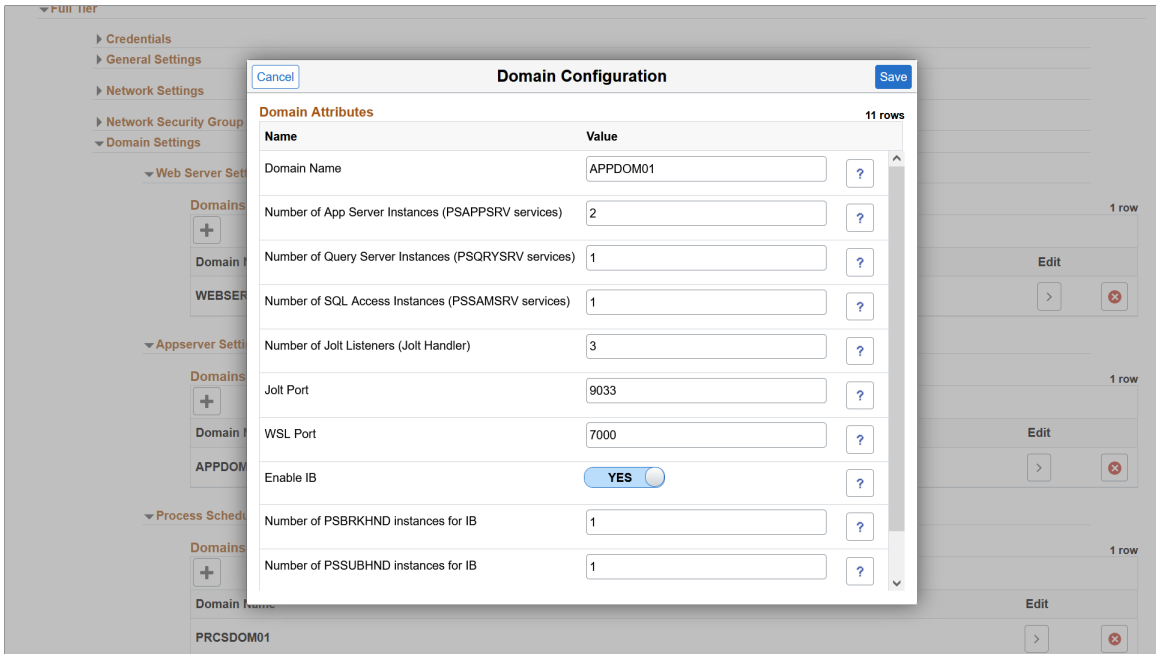 Full Tier
Credentials
General Settings
Network Settings
Network Security Group
Domain Settings
Web Server Sett
Domains
1 row
Domain N
Edit
WEBSER
Appserver Setti
Domains
1 row
Domain N
Edit
APPDOM
Process Schedu
Domains
1 row
Domain Name
Edit
PRCSDOM01
Cancel
Domain Configuration
Save
Domain Attributes
11 rows
Name Value
Domain Name APPDOM01 ?
Number of App Server Instances (PSAPPSRV services) 2 ?
Number of Query Server Instances (PSQRYSRV services) 1 ?
Number of SQL Access Instances (PSSAMSRV services) 1 ?
Number of Jolt Listeners (Jolt Handler) 3 ?
Jolt Port 9033 ?
WSL Port 7000 ?
Enable IB YES ?
Number of PSBRKHND instances for IB 1 ?
Number of PSSUBHND instances for IB 1 ?